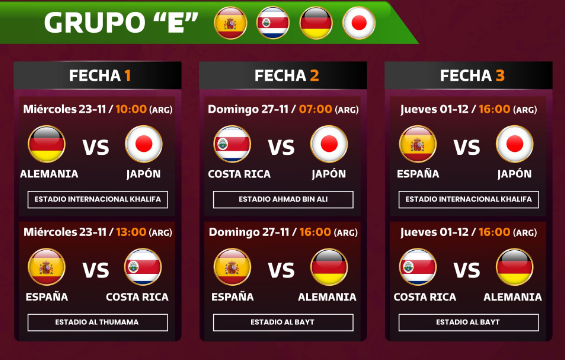 GRUPO “E”
FECHA 1
Miércoles 23-11 / 10:00 (ARG)
VS
ALEMANIA JAPÓN
ESTADIO INTERNACIONAL KHALIFA
Miércoles 23-11 / 13:00 (ARG)
VS
ESPAÑA COSTA RICA
ESTADIO AL THUMAMA
FECHA 2
Domingo 27-11 / 07:00 (ARG)
VS
COSTA RICA JAPÓN
ESTADIO AHMAD BIN ALI
Domingo 27-11 / 16:00 (ARG)
VS
ESPAÑA ALEMANIA
ESTADIO AL BAYT
FECHA 3
Jueves 01-12 / 16:00 (ARG)
VS
ESPAÑA JAPÓN
ESTADIO INTERNACIONAL KHALIFA
Jueves 01-12 / 16:00 (ARG)
VS
COSTA RICA ALEMANIA
ESTADIO AL BAYT